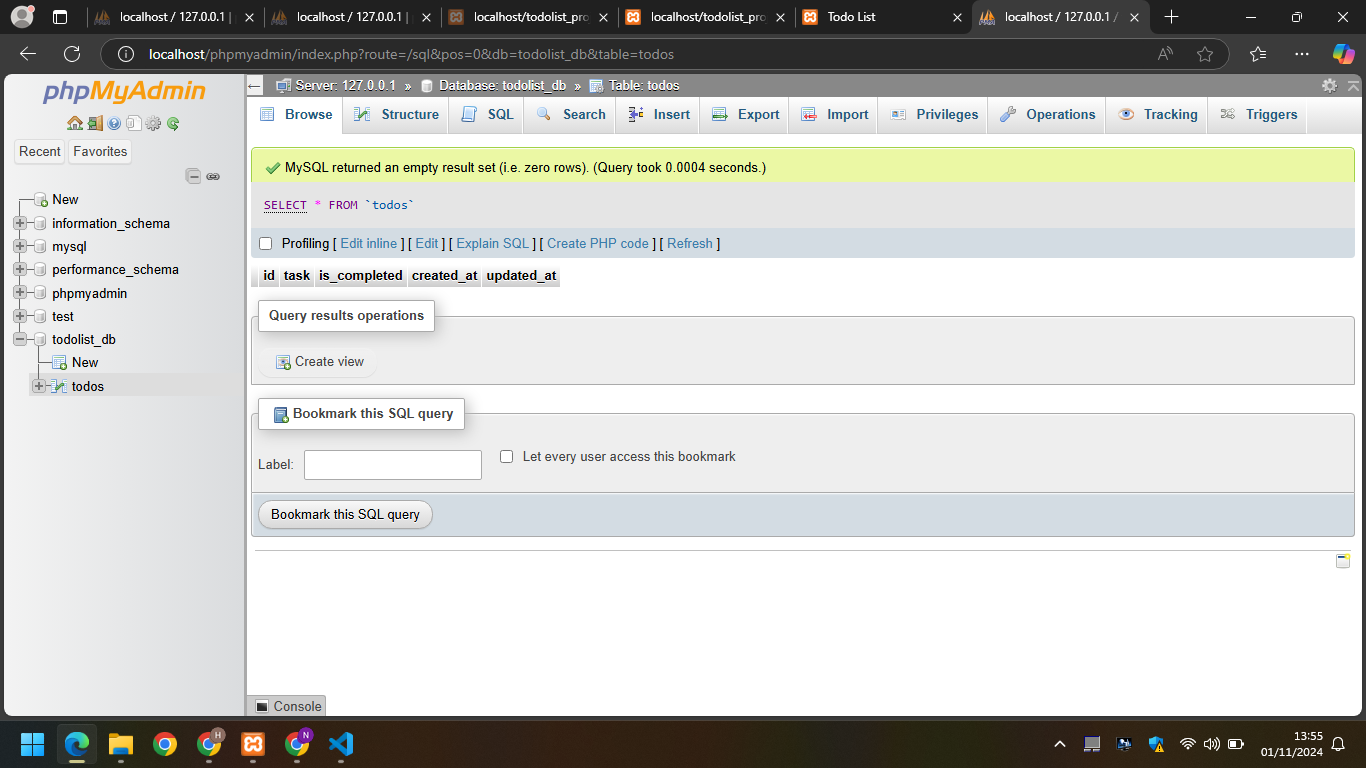 localhost / 127.0.0.1 |
localhost / 127.0.0.1 |
localhost/todolist_pro
localhost/todolist_pro
Todo List
localhost / 127.0.0.1 /
localhost/phpmyadmin/index.php?route=/sql&pos=0&db=todolist_db&table=todos
phpMyAdmin
Recent
Favorites
New
information_schema
mysql
performance_schema
phpmyadmin
test
todolist_db
New
todos
Server: 127.0.0.1 » Database: todolist_db » Table: todos
Browse Structure SQL Search Insert Export Import Privileges Operations Tracking Triggers
MySQL returned an empty result set (i.e. zero rows). (Query took 0.0004 seconds.)
SELECT * FROM `todos`
Profiling [ Edit inline ] [ Edit ] [ Explain SQL ] [ Create PHP code ] [ Refresh ]
id task is_completed created_at updated_at
Query results operations
Create view
Bookmark this SQL query
Label:
Let every user access this bookmark
Bookmark this SQL query
Console
H
N
13:55
01/11/2024